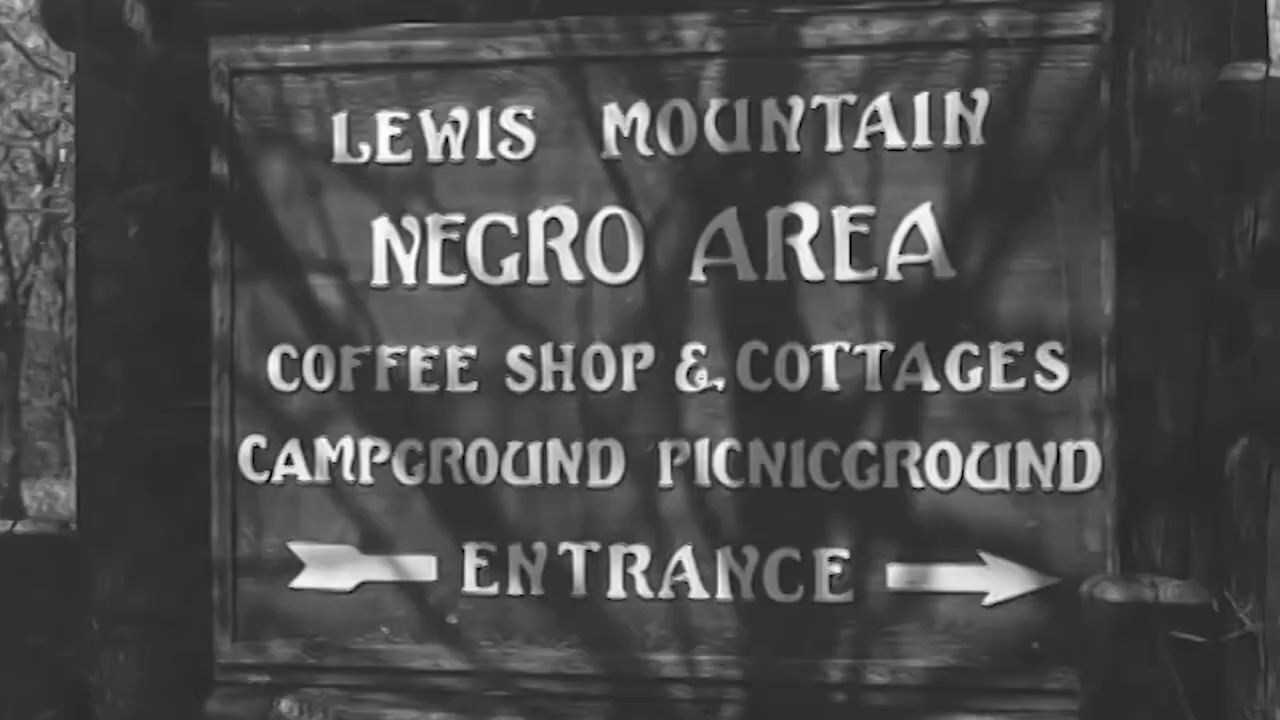 LEWIS MOUNTAIN
NEGRO AREA
COFFEE SHOP & COTTAGES
CAMPGROUND PICNICGROUND
ENTRANCE